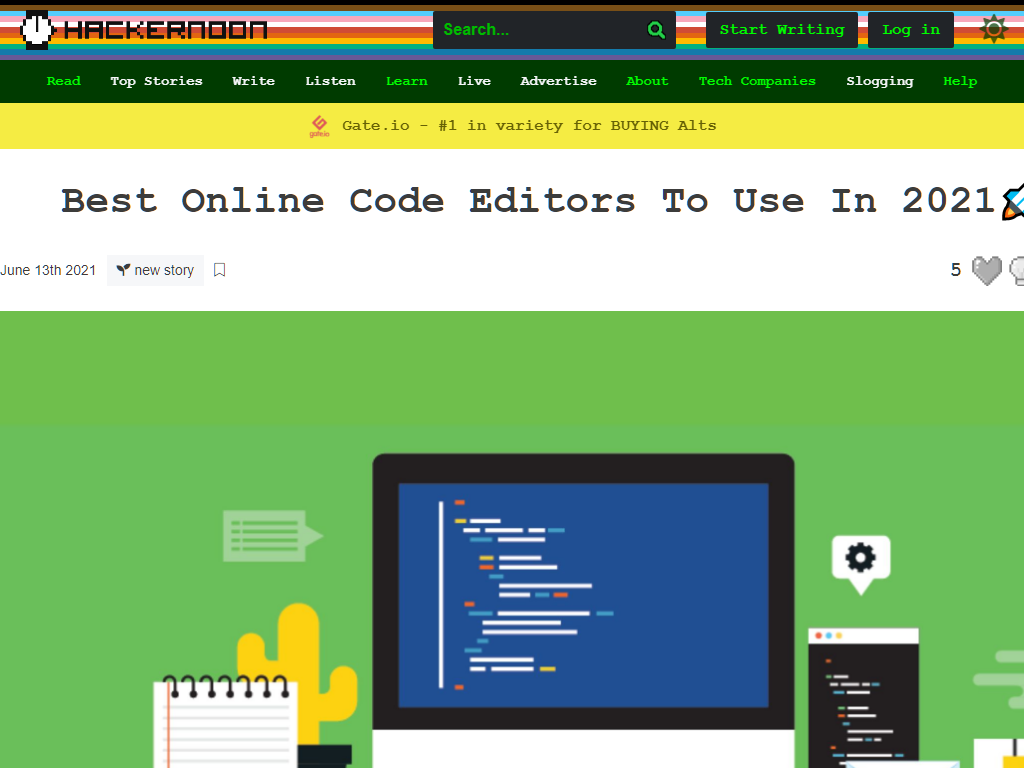 HACKERNOON
Search...
Start Writing
Log in
Read Top Stories Write Listen Learn Live Advertise About Tech Companies Slogging Help
gate.io
Gate.io - #1 in variety for BUYING Alts
Best Online Code Editors To Use In 2021
June 13th 2021
new story
5